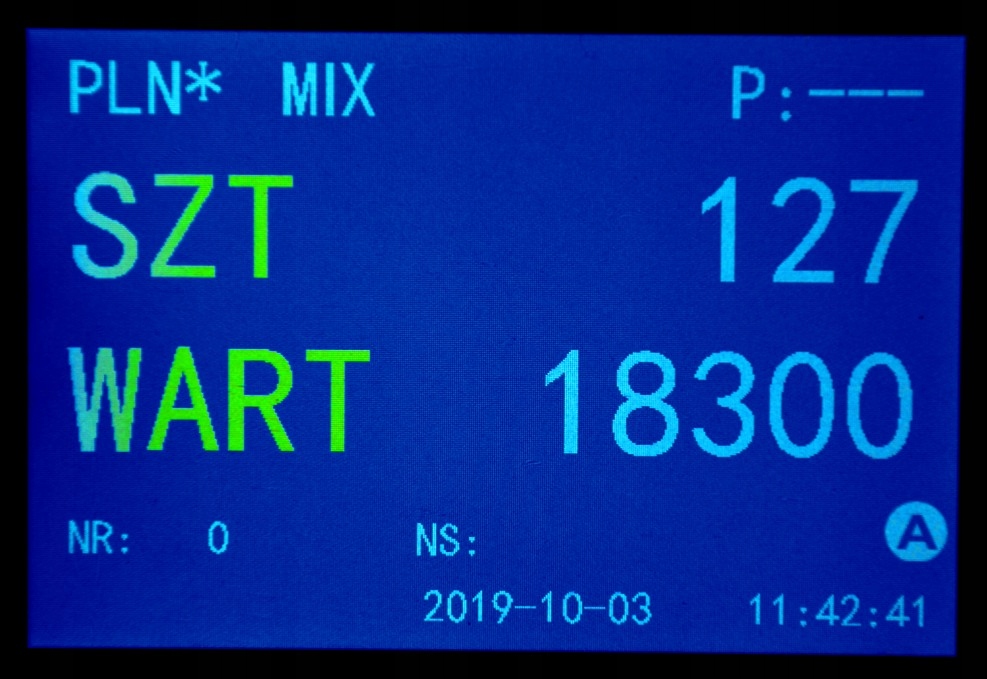 PLN* MIX P:---
SZT 127
WART 18300
NR: 0 NS:
A
2019-10-03 11:42:41